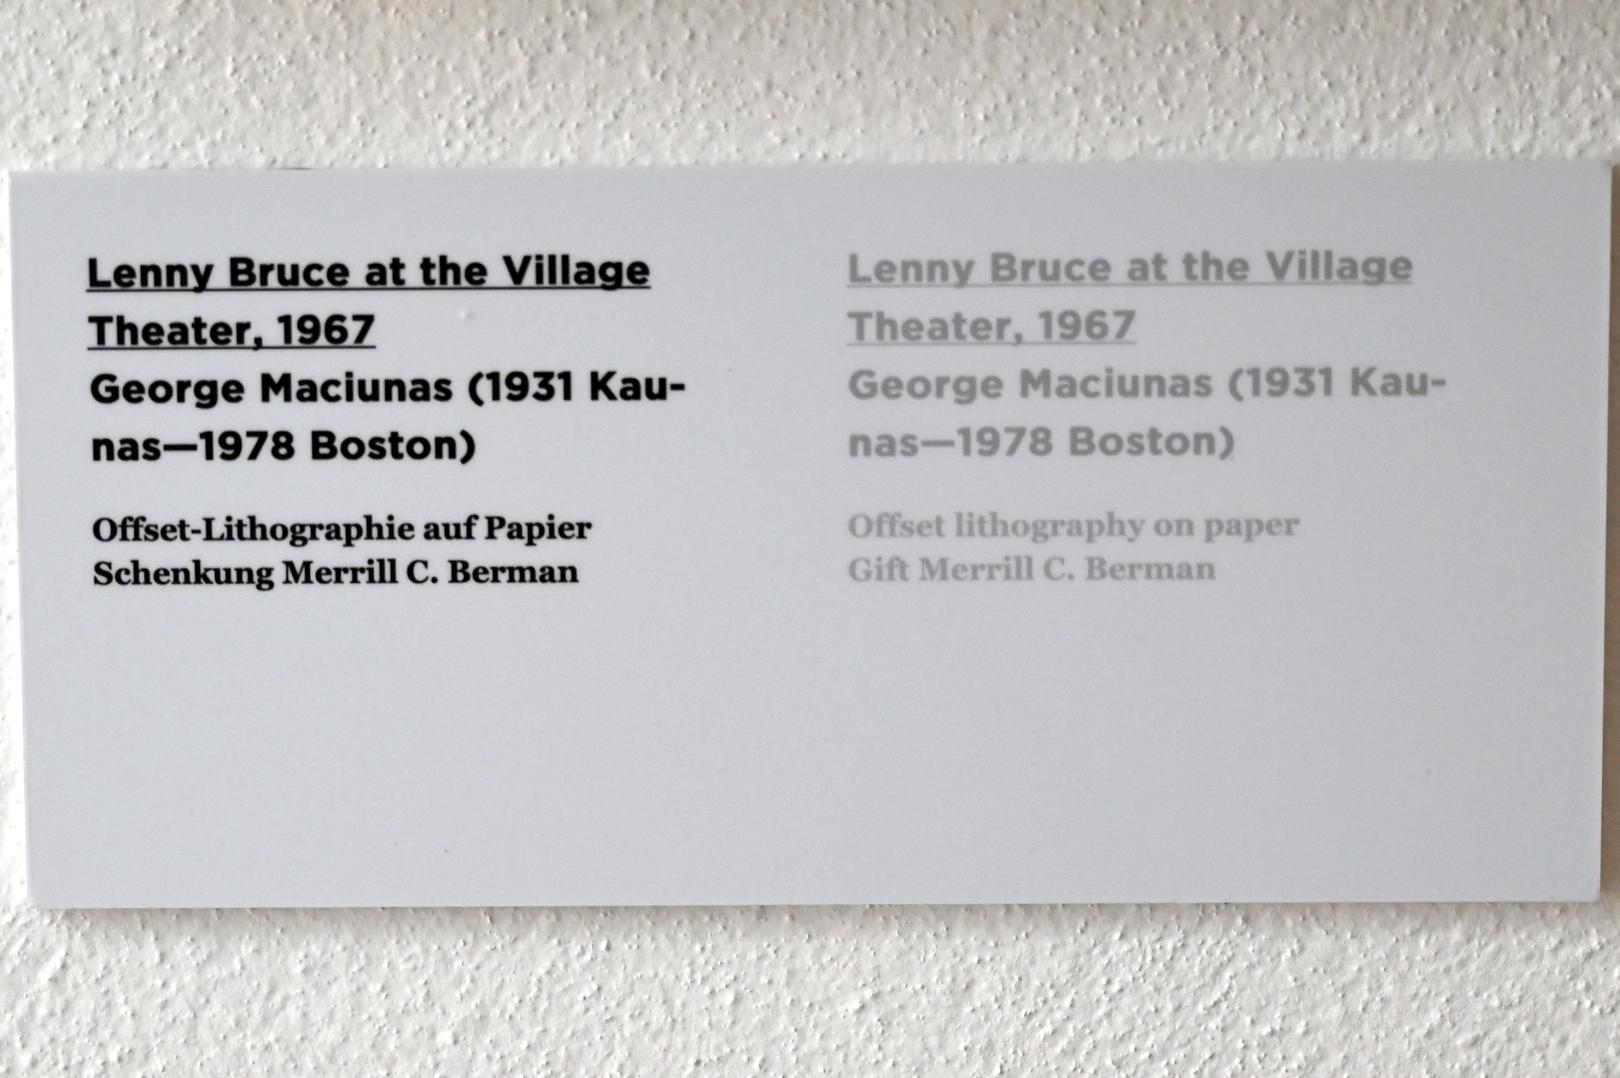 Lenny Bruce at the Village
Theater, 1967
George Maciunas (1931 Kau-
nas—1978 Boston)
Offset-Lithographie auf Papier
Schenkung Merrill C. Berman
Lenny Bruce at the Village
Theater, 1967
George Maciunas (1931 Kau-
nas—1978 Boston)
Offset lithography on paper
Gift Merrill C. Berman